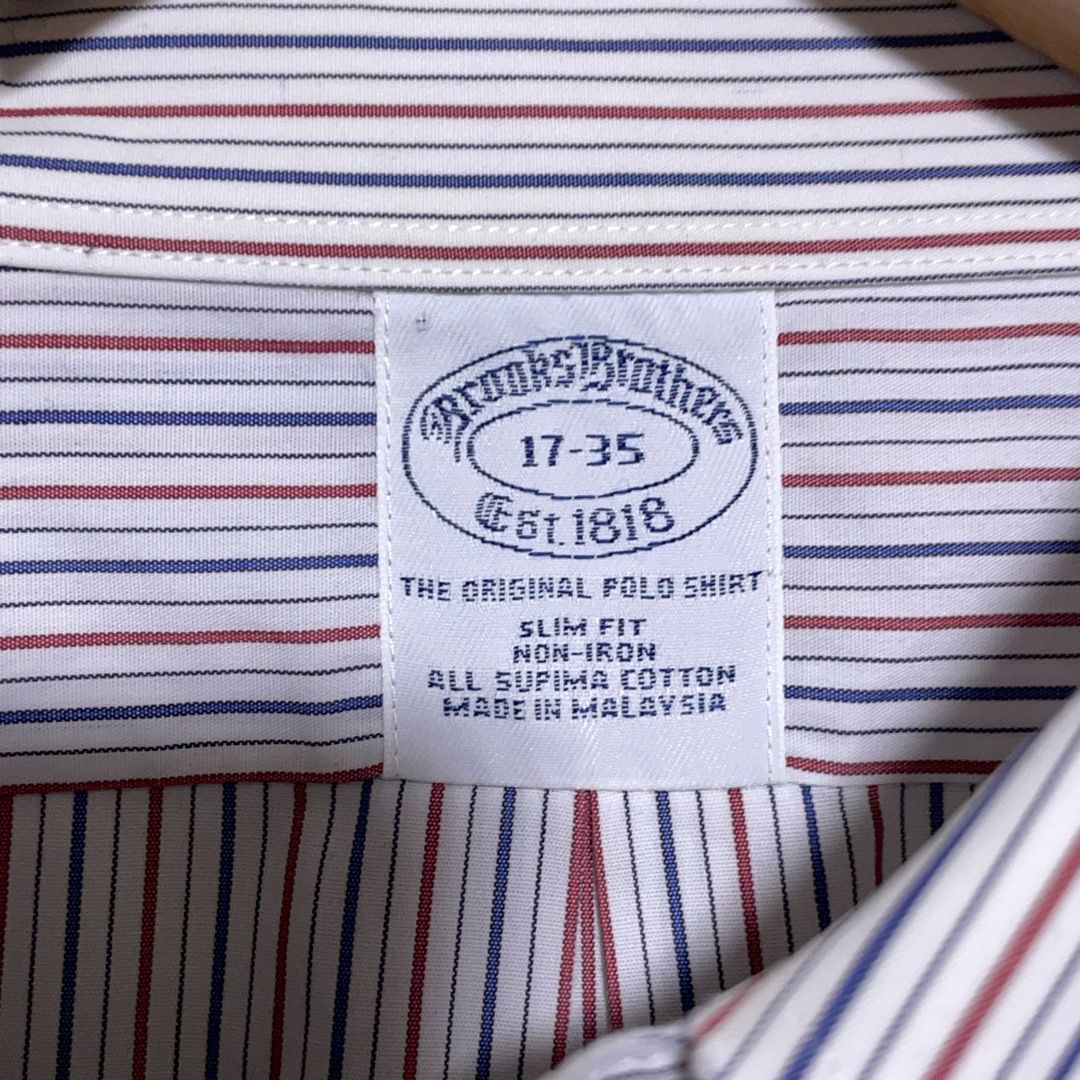 Brooks Brothers
17-35
Est. 1818
THE ORIGINAL POLO SHIRT
SLIM FIT
NON-IRON
ALL SUPIMA COTTON
MADE IN MALAYSIA